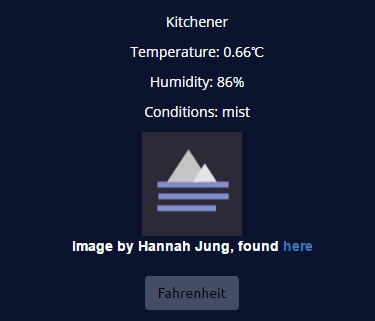 Kitchener
Temperature: 0.66℃
Humidity: 86%
Conditions: mist
Image by Hannah Jung, found here
Fahrenheit